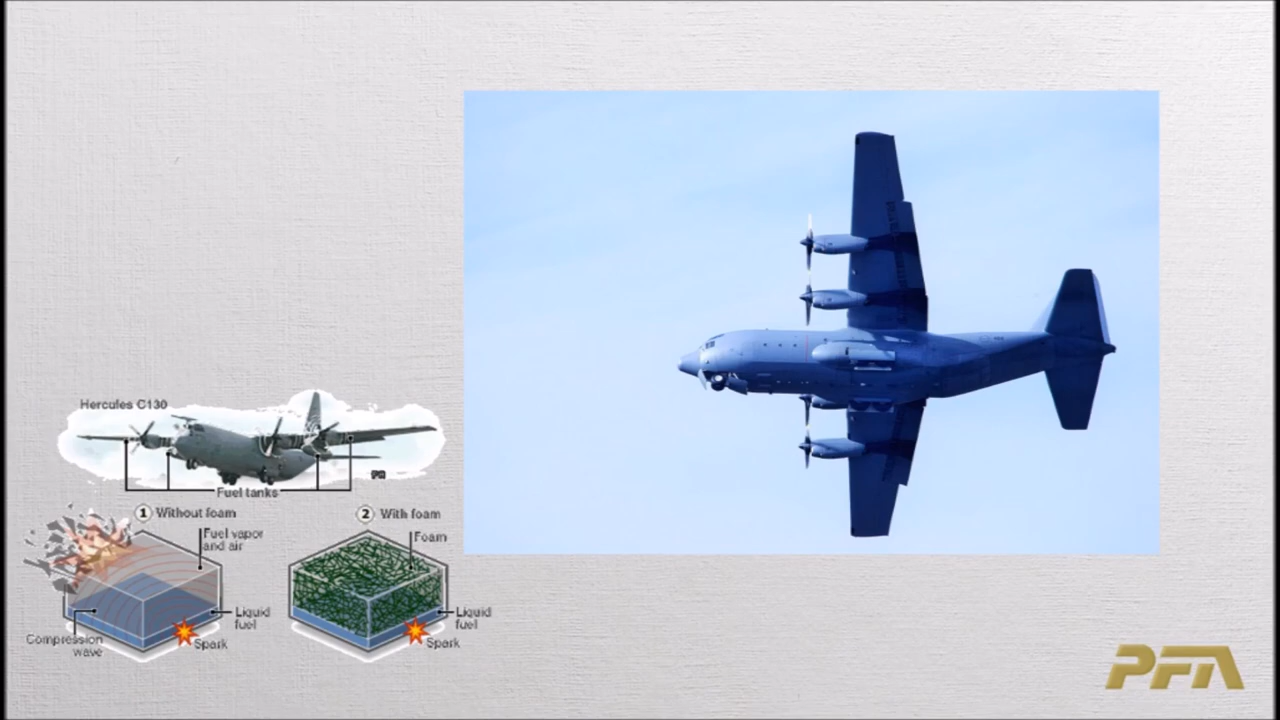 Hercules C130
Fuel tanks
1 Without foam
Fuel vapor
and air
Liquid
fuel
Spark
Compression
wave
2 With foam
Foam
Liquid
fuel
Spark
PFA